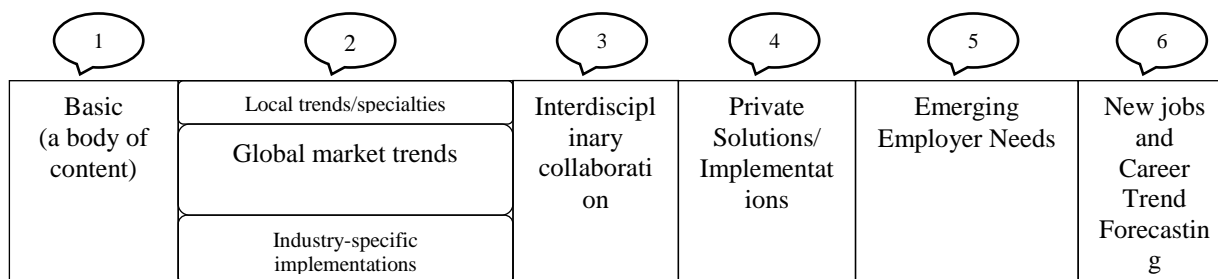 1
2
3
4
5
6
Basic
(a body of
content)
Local trends/specialties
Global market trends
Industry-specific
implementations
Interdiscipl
inary
collaborati
on
Private
Solutions/
Implementat
ions
Emerging
Employer Needs
New jobs
and
Career
Trend
Forecastin
g